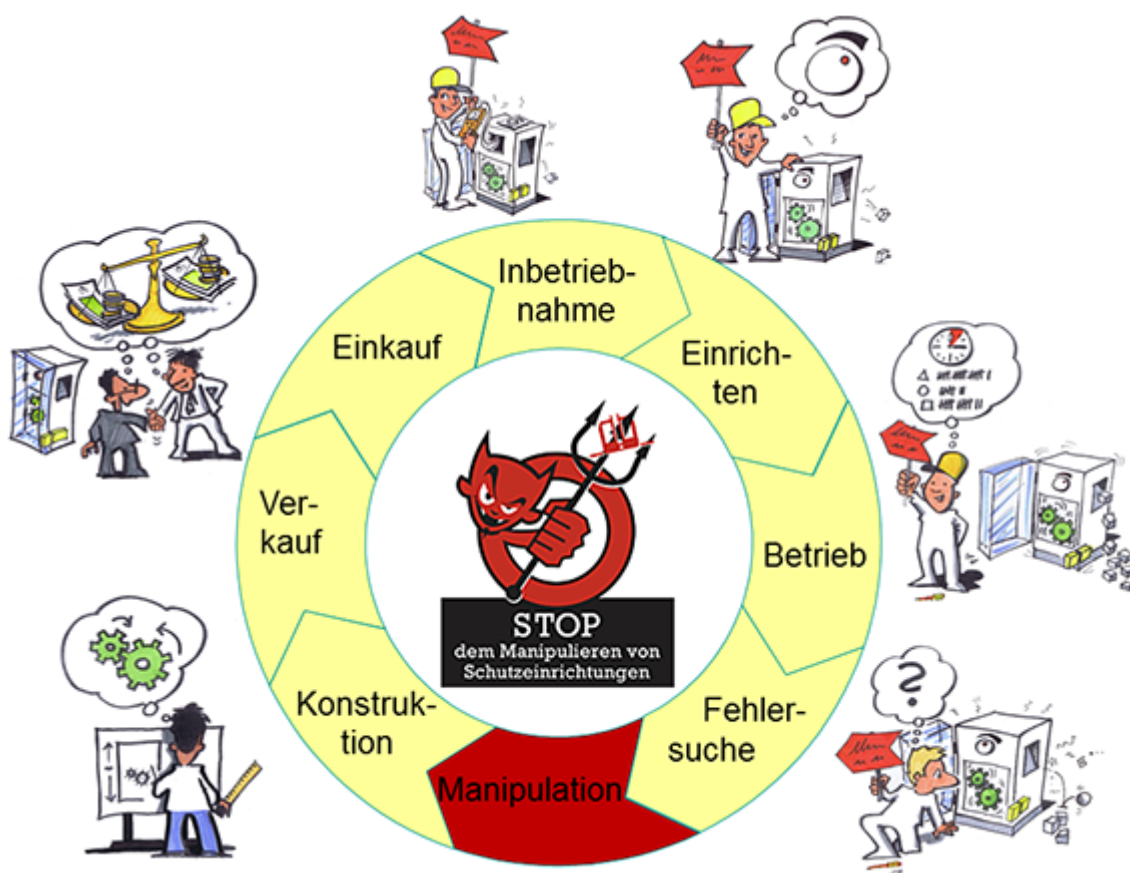 Inbetrieb-
nahme
Einrich-
ten
Betrieb
Fehler-
suche
Manipulation
Konstruk-
tion
Ver-
kauf
Einkauf
STOP
dem Manipulieren von
Schutzeinrichtungen
?